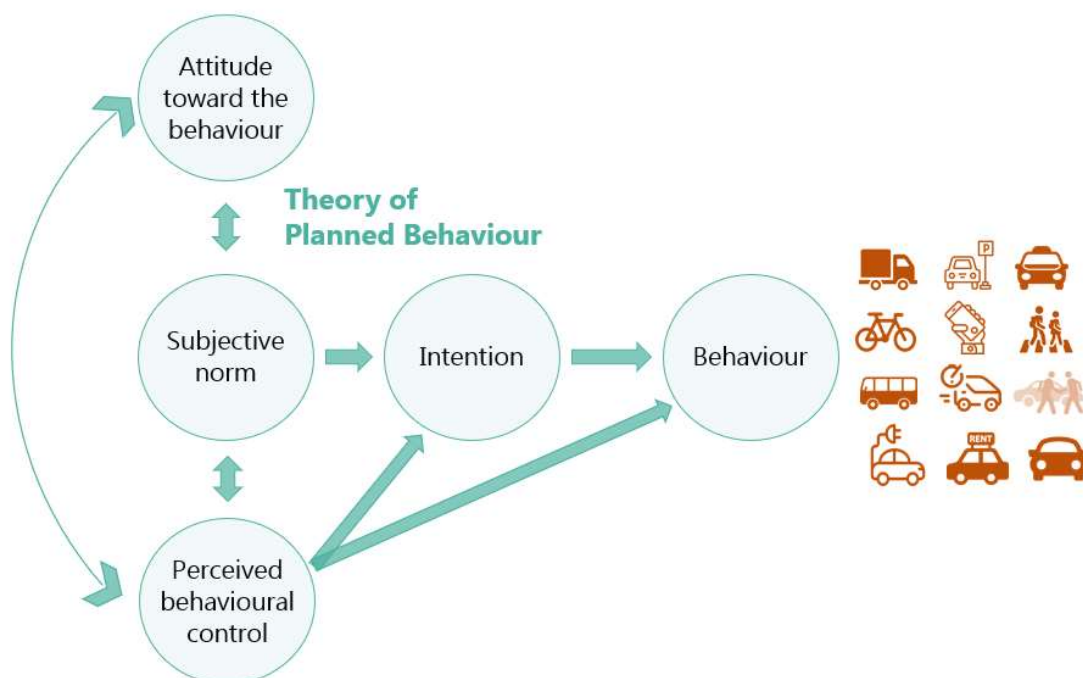 Attitude
toward the
behaviour
Theory of
Planned Behaviour
Subjective
norm
Intention
Behaviour
P
RENT
Perceived
behavioural
control